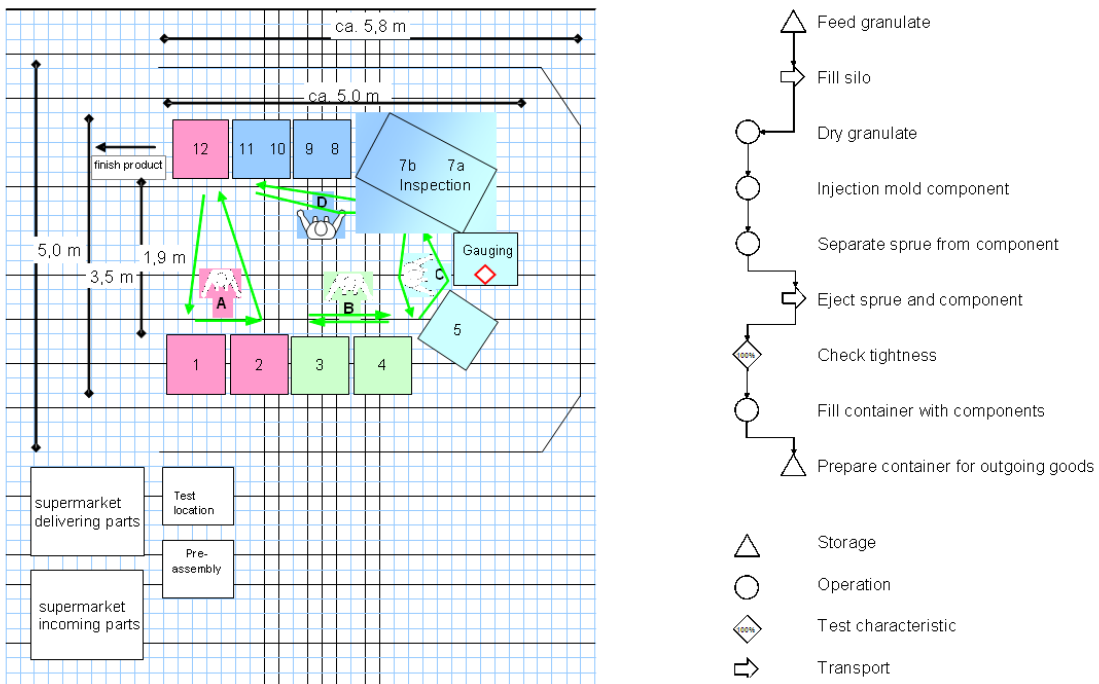 ca. 5,8 m
ca. 5.0 m
12
11 10
9 8
7b 7a
Inspection
finish product
D
5,0 m
3,5 m
1,9 m
Gauging
A
B
C
1
2
3
4
5
supermarket
delivering parts
Test
location
Pre-
assembly
supermarket
incoming parts
Feed granulate
Fill silo
Dry granulate
Injection mold component
Separate sprue from component
Eject sprue and component
100%
Check tightness
Fill container with components
Prepare container for outgoing goods
Storage
Operation
100%
Test characteristic
Transport